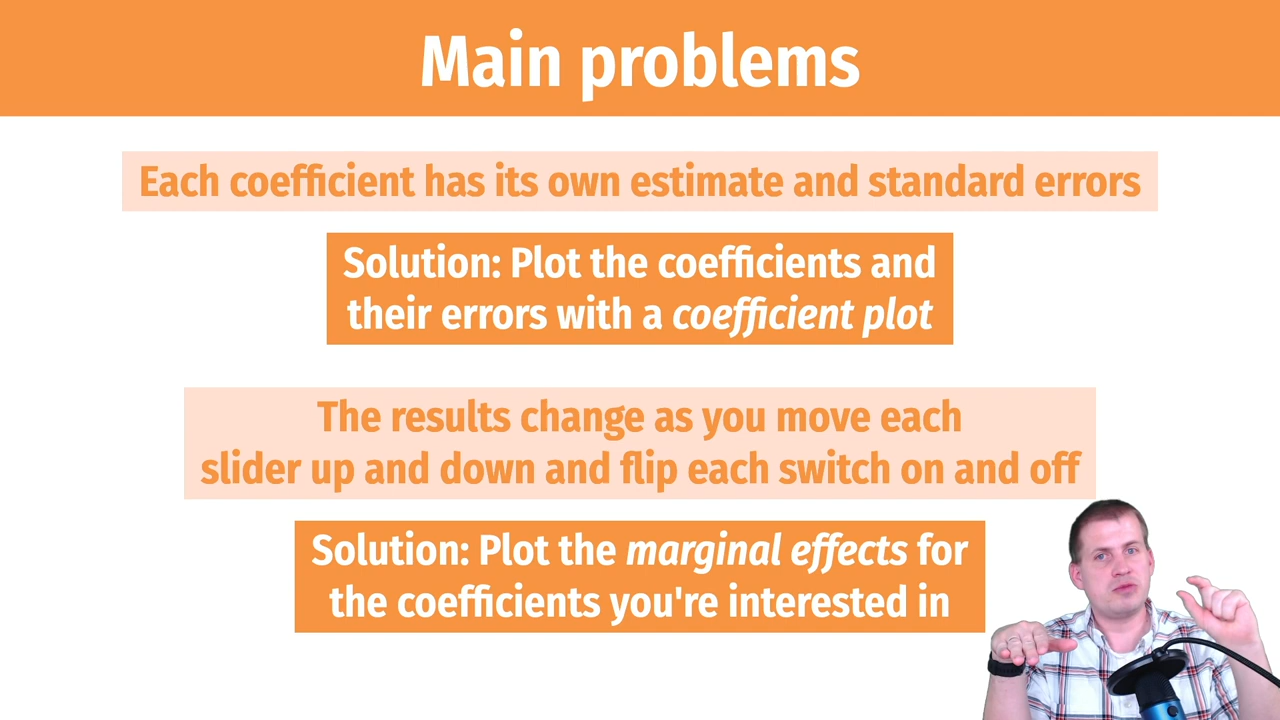 Main problems
Each coefficient has its own estimate and standard errors
Solution: Plot the coefficients and
their errors with a coefficient plot
The results change as you move each
slider up and down and flip each switch on and off
Solution: Plot the marginal effects for
the coefficients you're interested in